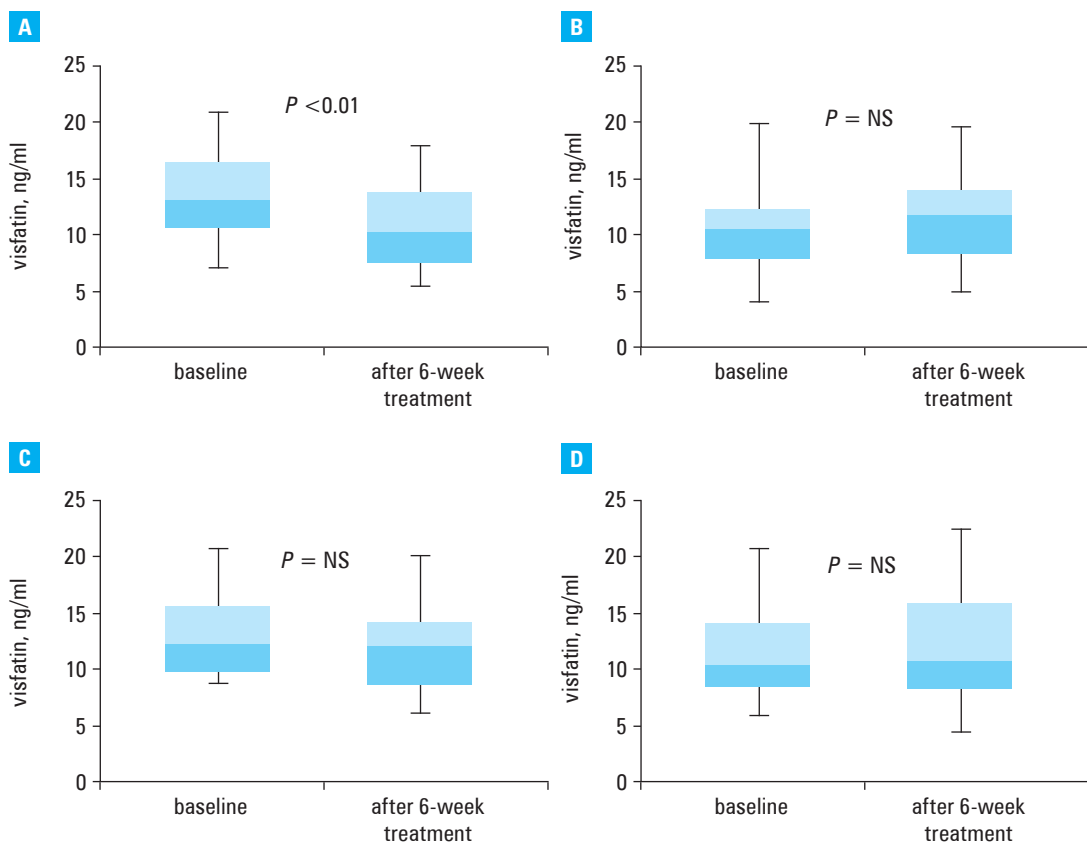 A
visfatin, ng/ml
25
20
15
10
5
0
P <0.01
baseline
after 6-week
treatment
B
visfatin, ng/ml
25
20
15
10
5
0
P = NS
baseline
after 6-week
treatment
C
visfatin, ng/ml
25
20
15
10
5
0
P = NS
baseline
after 6-week
treatment
D
visfatin, ng/ml
25
20
15
10
5
0
P = NS
baseline
after 6-week
treatment